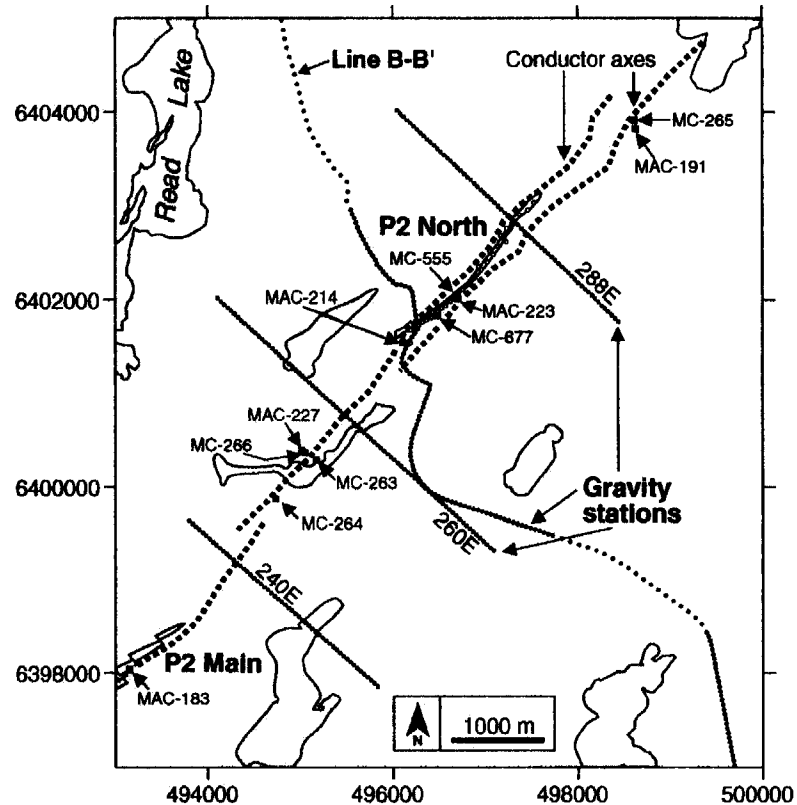 Line B-B'
Conductor axes
Read Lake
6404000
MC-265
MAC-191
P2 North
MC-555
288E
MAC-214
6402000
MAC-223
MC-677
MAC-227
MC-266
MC-263
6400000
Gravity
stations
MC-264
260E
240E
P2 Main
6398000
MAC-183
N
1000 m
494000
496000
498000
500000